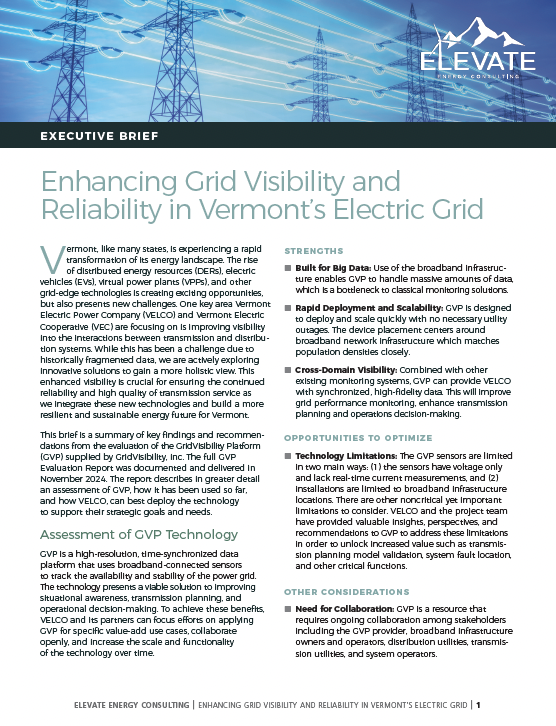 ELEVATE
ENERGY CONSULTING
EXECUTIVE BRIEF
Enhancing Grid Visibility and
Reliability in Vermont's Electric Grid
Vermont, like many states, is experiencing a rapid
transformation of its energy landscape. The rise
of distributed energy resources (DERs), electric
vehicles (EVs), virtual power plants (VPPs), and other
grid-edge technologies is creating exciting opportunities,
but also presents new challenges. One key area Vermont
Electric Power Company (VELCO) and Vermont Electric
Cooperative (VEC) are focusing on is improving visibility
into the interactions between transmission and distribu-
tion systems. While this has been a challenge due to
historically fragmented data, we are actively exploring
innovative solutions to gain a more holistic view. This
enhanced visibility is crucial for ensuring the continued
reliability and high quality of transmission service as
we integrate these new technologies and build a more
resilient and sustainable energy future for Vermont.
This brief is a summary of key findings and recommen-
dations from the evaluation of the GridVisibility Platform
(GVP) supplied by GridVisibility, Inc. The full GVP
Evaluation Report was documented and delivered in
November 2024. The report describes in greater detail
an assessment of GVP, how it has been used so far,
and how VELCO, can best deploy the technology
to support their strategic goals and needs.
Assessment of GVP Technology
GVP is a high-resolution, time-synchronized data
platform that uses broadband-connected sensors
to track the availability and stability of the power grid.
The technology presents a viable solution to improving
situational awareness, transmission planning, and
operational decision-making. To achieve these benefits,
VELCO and its partners can focus efforts on applying
GVP for specific value-add use cases, collaborate
openly, and increase the scale and functionality
of the technology over time.
STRENGTHS
■ Built for Big Data: Use of the broadband infrastruc-
ture enables GVP to handle massive amounts of data,
which is a bottleneck to classical monitoring solutions.
■ Rapid Deployment and Scalability: GVP is designed
to deploy and scale quickly with no necessary utility
outages. The device placement centers around
broadband network infrastructure which matches
population densities closely.
■ Cross-Domain Visibility: Combined with other
existing monitoring systems, GVP can provide VELCO
with synchronized, high-fidelity data. This will improve
grid performance monitoring, enhance transmission
planning and operations decision-making.
OPPORTUNITIES TO OPTIMIZE
■ Technology Limitations: The GVP sensors are limited
in two main ways: (1) the sensors have voltage only
and lack real-time current measurements, and (2)
installations are limited to broadband infrastructure
locations. There are other noncritical yet important
limitations to consider. VELCO and the project team
have provided valuable insights, perspectives, and
recommendations to GVP to address these limitations
in order to unlock increased value such as transmis-
sion planning model validation, system fault location,
and other critical functions.
OTHER CONSIDERATIONS
■ Need for Collaboration: GVP is a resource that
requires ongoing collaboration among stakeholders
including the GVP provider, broadband infrastructure
owners and operators, distribution utilities, transmis-
sion utilities, and system operators.
ELEVATE ENERGY CONSULTING | ENHANCING GRID VISIBILITY AND RELIABILITY IN VERMONT'S ELECTRIC GRID | 1